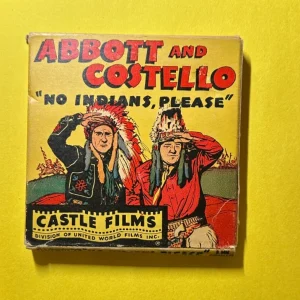 ABBOTT AND
COSTELLO
"NO INDIANS, PLEASE"
CASTLE FILMS
DIVISION OF UNITED WORLD FILMS INC.